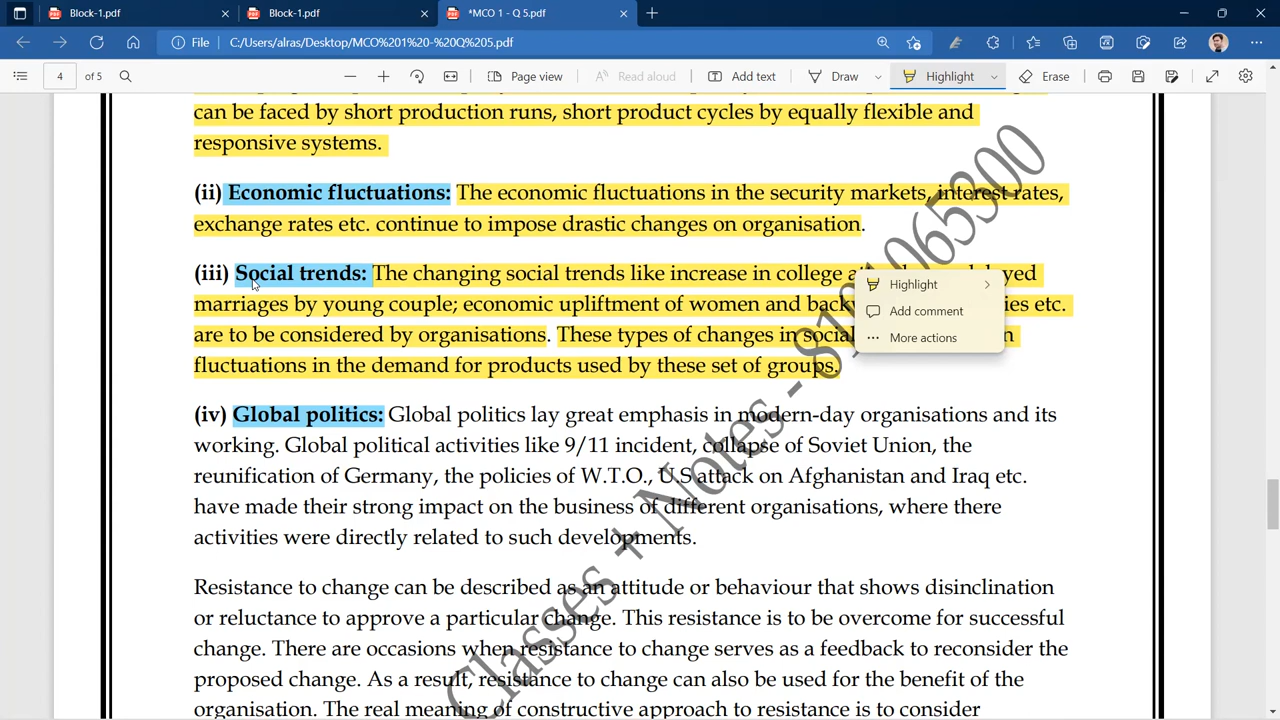 Block-1.pdf
Block-1.pdf
*MCO 1 - Q 5.pdf
File
C:/Users/alras/Desktop/MCO%201%20-%20Q%205.pdf
4 of 5
Page view
Read aloud
Add text
Draw
Highlight
Erase
can be faced by short production runs, short product cycles by equally flexible and
responsive systems.
(ii) Economic fluctuations: The economic fluctuations in the security markets, interest rates,
exchange rates etc. continue to impose drastic changes on organisation.
(iii) Social trends: The changing social trends like increase in college
marriages by young couple; economic upliftment of women and etc.
are to be considered by organisations. These types of changes in social
fluctuations in the demand for products used by these set of groups.
Highlight
Add comment
More actions
(iv) Global politics: Global politics lay great emphasis in modern-day organisations and its
working. Global political activities like 9/11 incident, collapse of Soviet Union, the
reunification of Germany, the policies of W.T.O., U.S attack on Afghanistan and Iraq etc.
have made their strong impact on the business of different organisations, where there
activities were directly related to such developments.
Resistance to change can be described as an attitude or behaviour that shows disinclination
or reluctance to approve a particular change. This resistance is to be overcome for successful
change. There are occasions when resistance to change serves as a feedback to reconsider the
proposed change. As a result, resistance to change can also be used for the benefit of the
organisation. The real meaning of constructive approach to resistance is to consider
Classes + Notes -